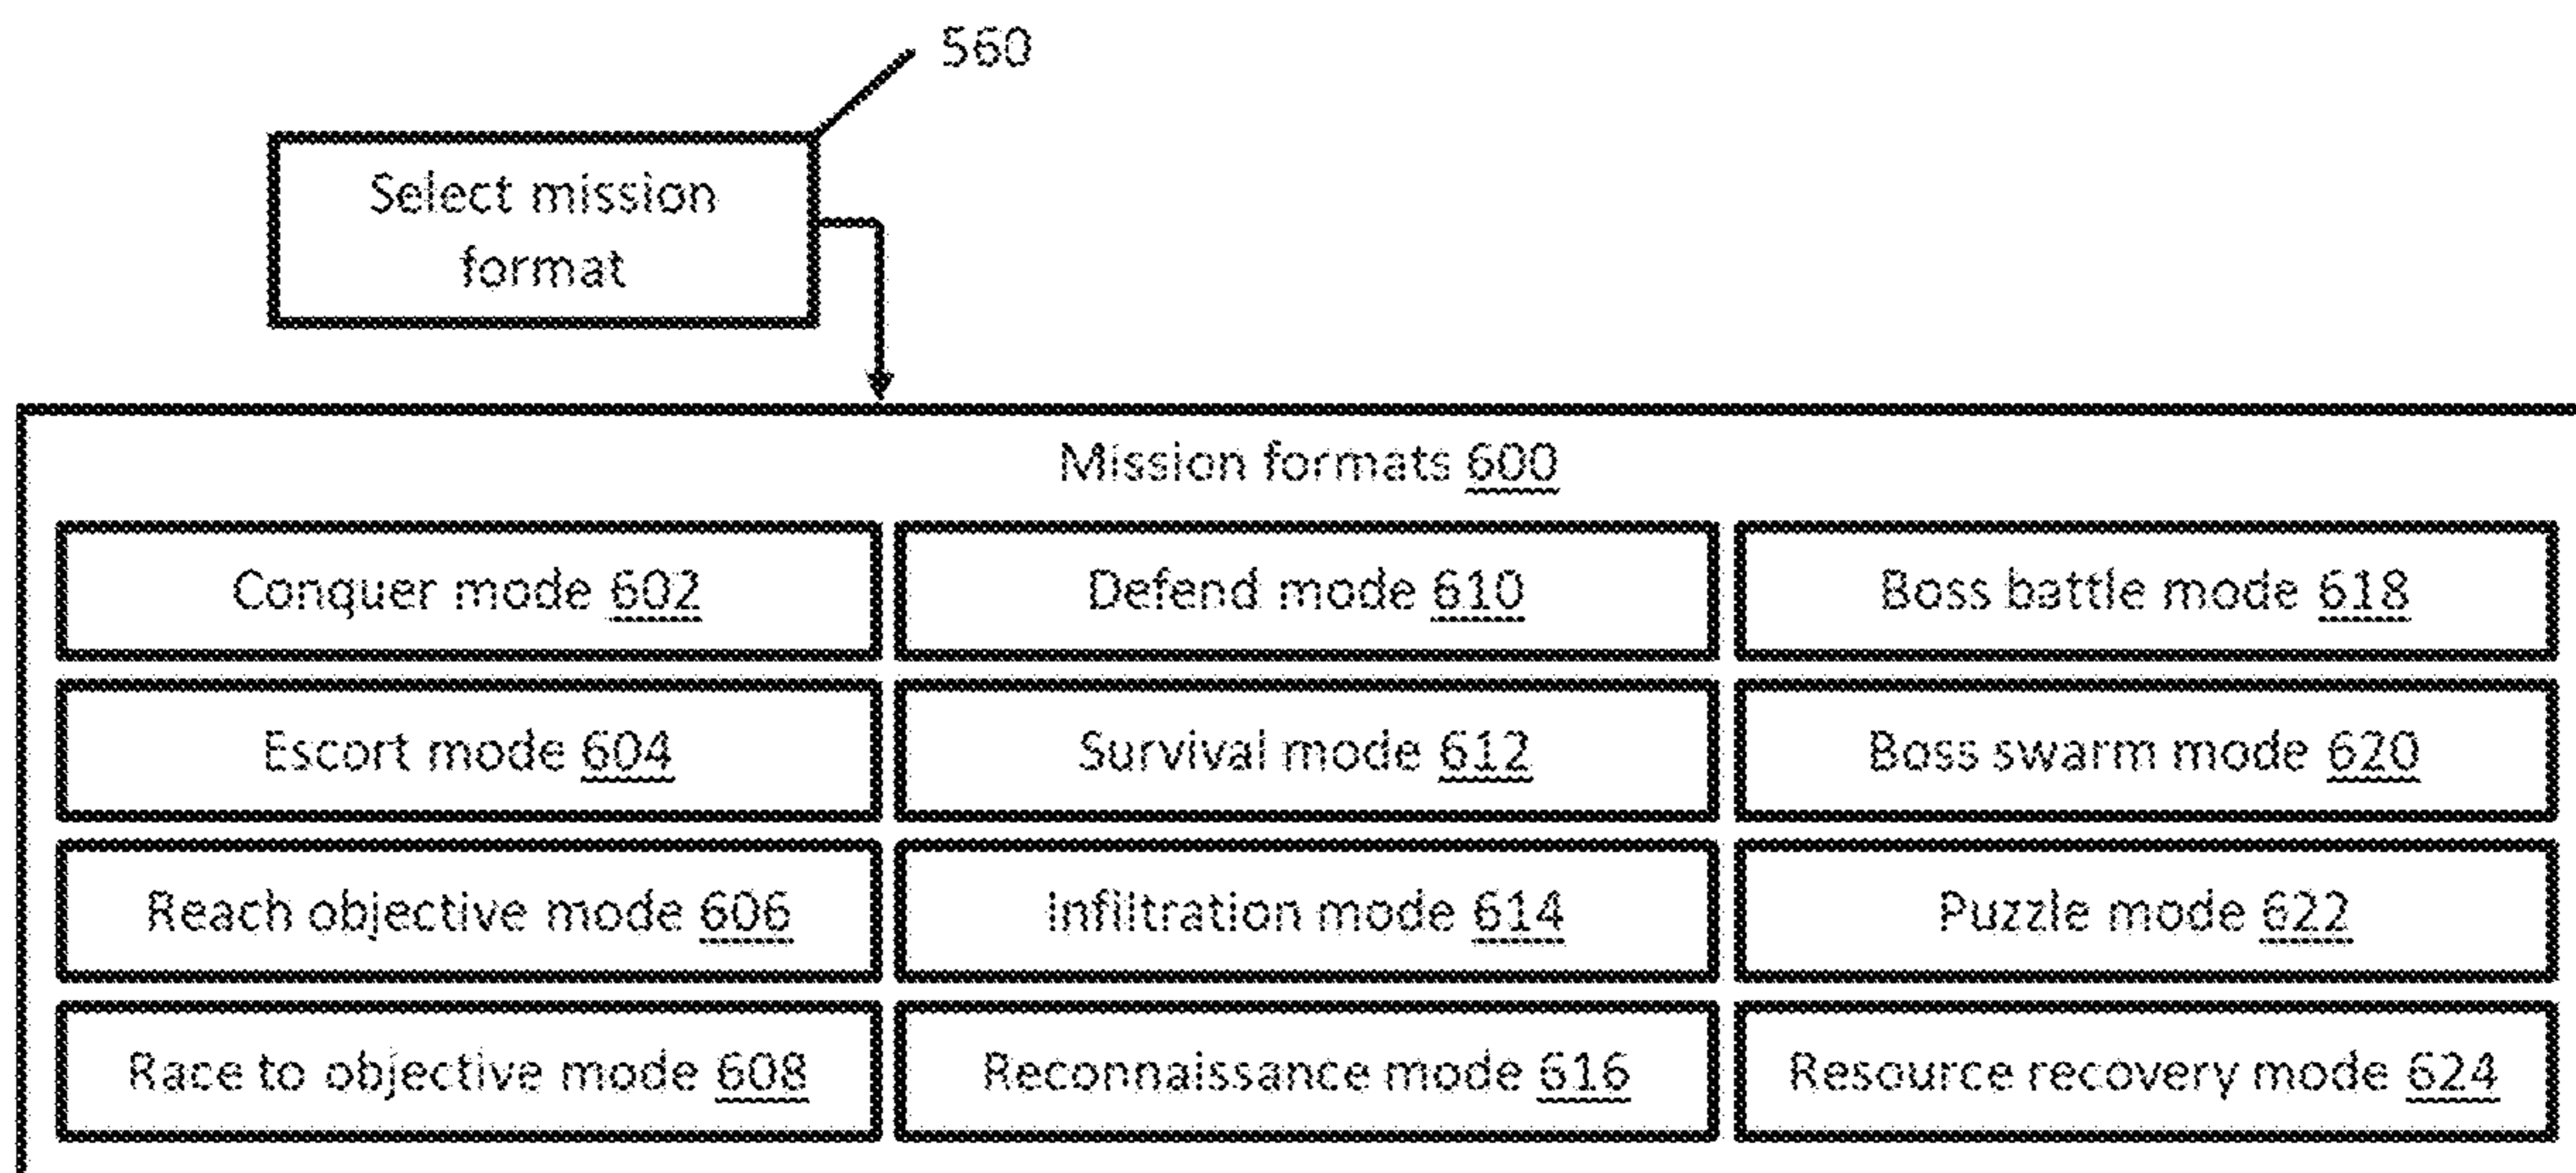 560
Select mission
format
Mission formats 600
Conquer mode 602
Defend mode 610
Boss battle mode 618
Escort mode 604
Survival mode 612
Boss swarm mode 620
Reach objective mode 606
Infiltration mode 614
Puzzle mode 622
Race to objective mode 608
Reconnaissance mode 616
Resource recovery mode 624